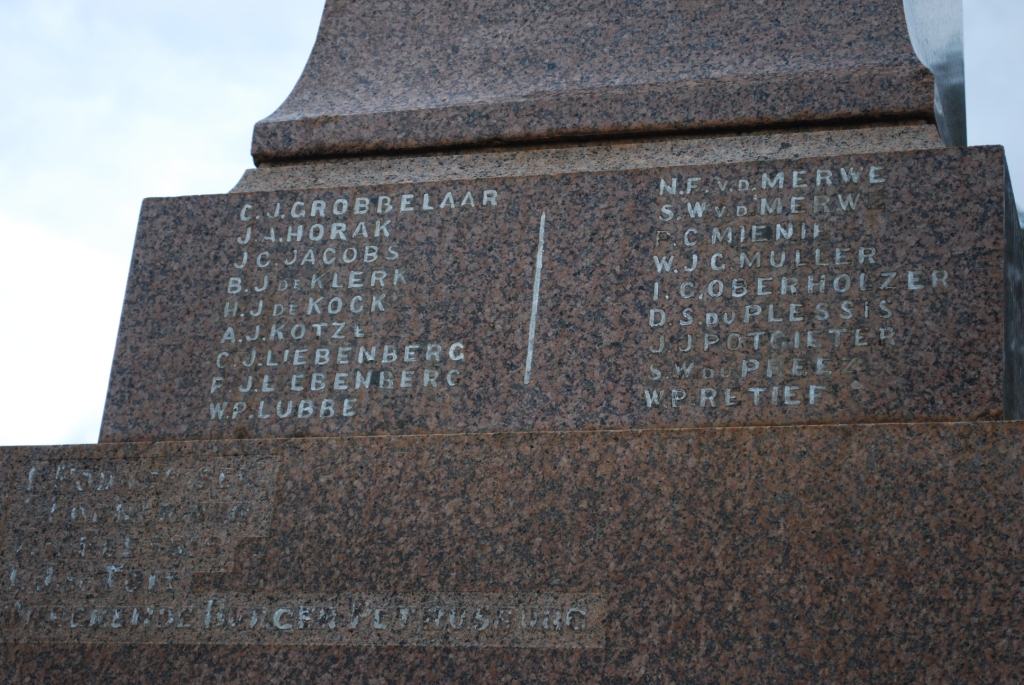 C.J.GROBBELAAR
J.A.HORAK
J.C.JACOBS
B.J DE KLERK
H.J DE KOCK
A.J.KOTZE
C.J.LIEBENBERG
F.J.LIEBENBERG
W.P.LUBBE
N.F. V.D. MERWE
S.W V.D. MERWE
P.C MIENIE
W.J.C MULLER
I.C.OBERHOLZER
D.S. DU PLESSIS
J.J POTGIETER
S.W DU PREEZ
W.P.RETIEF
BURGER PETRUSBURG